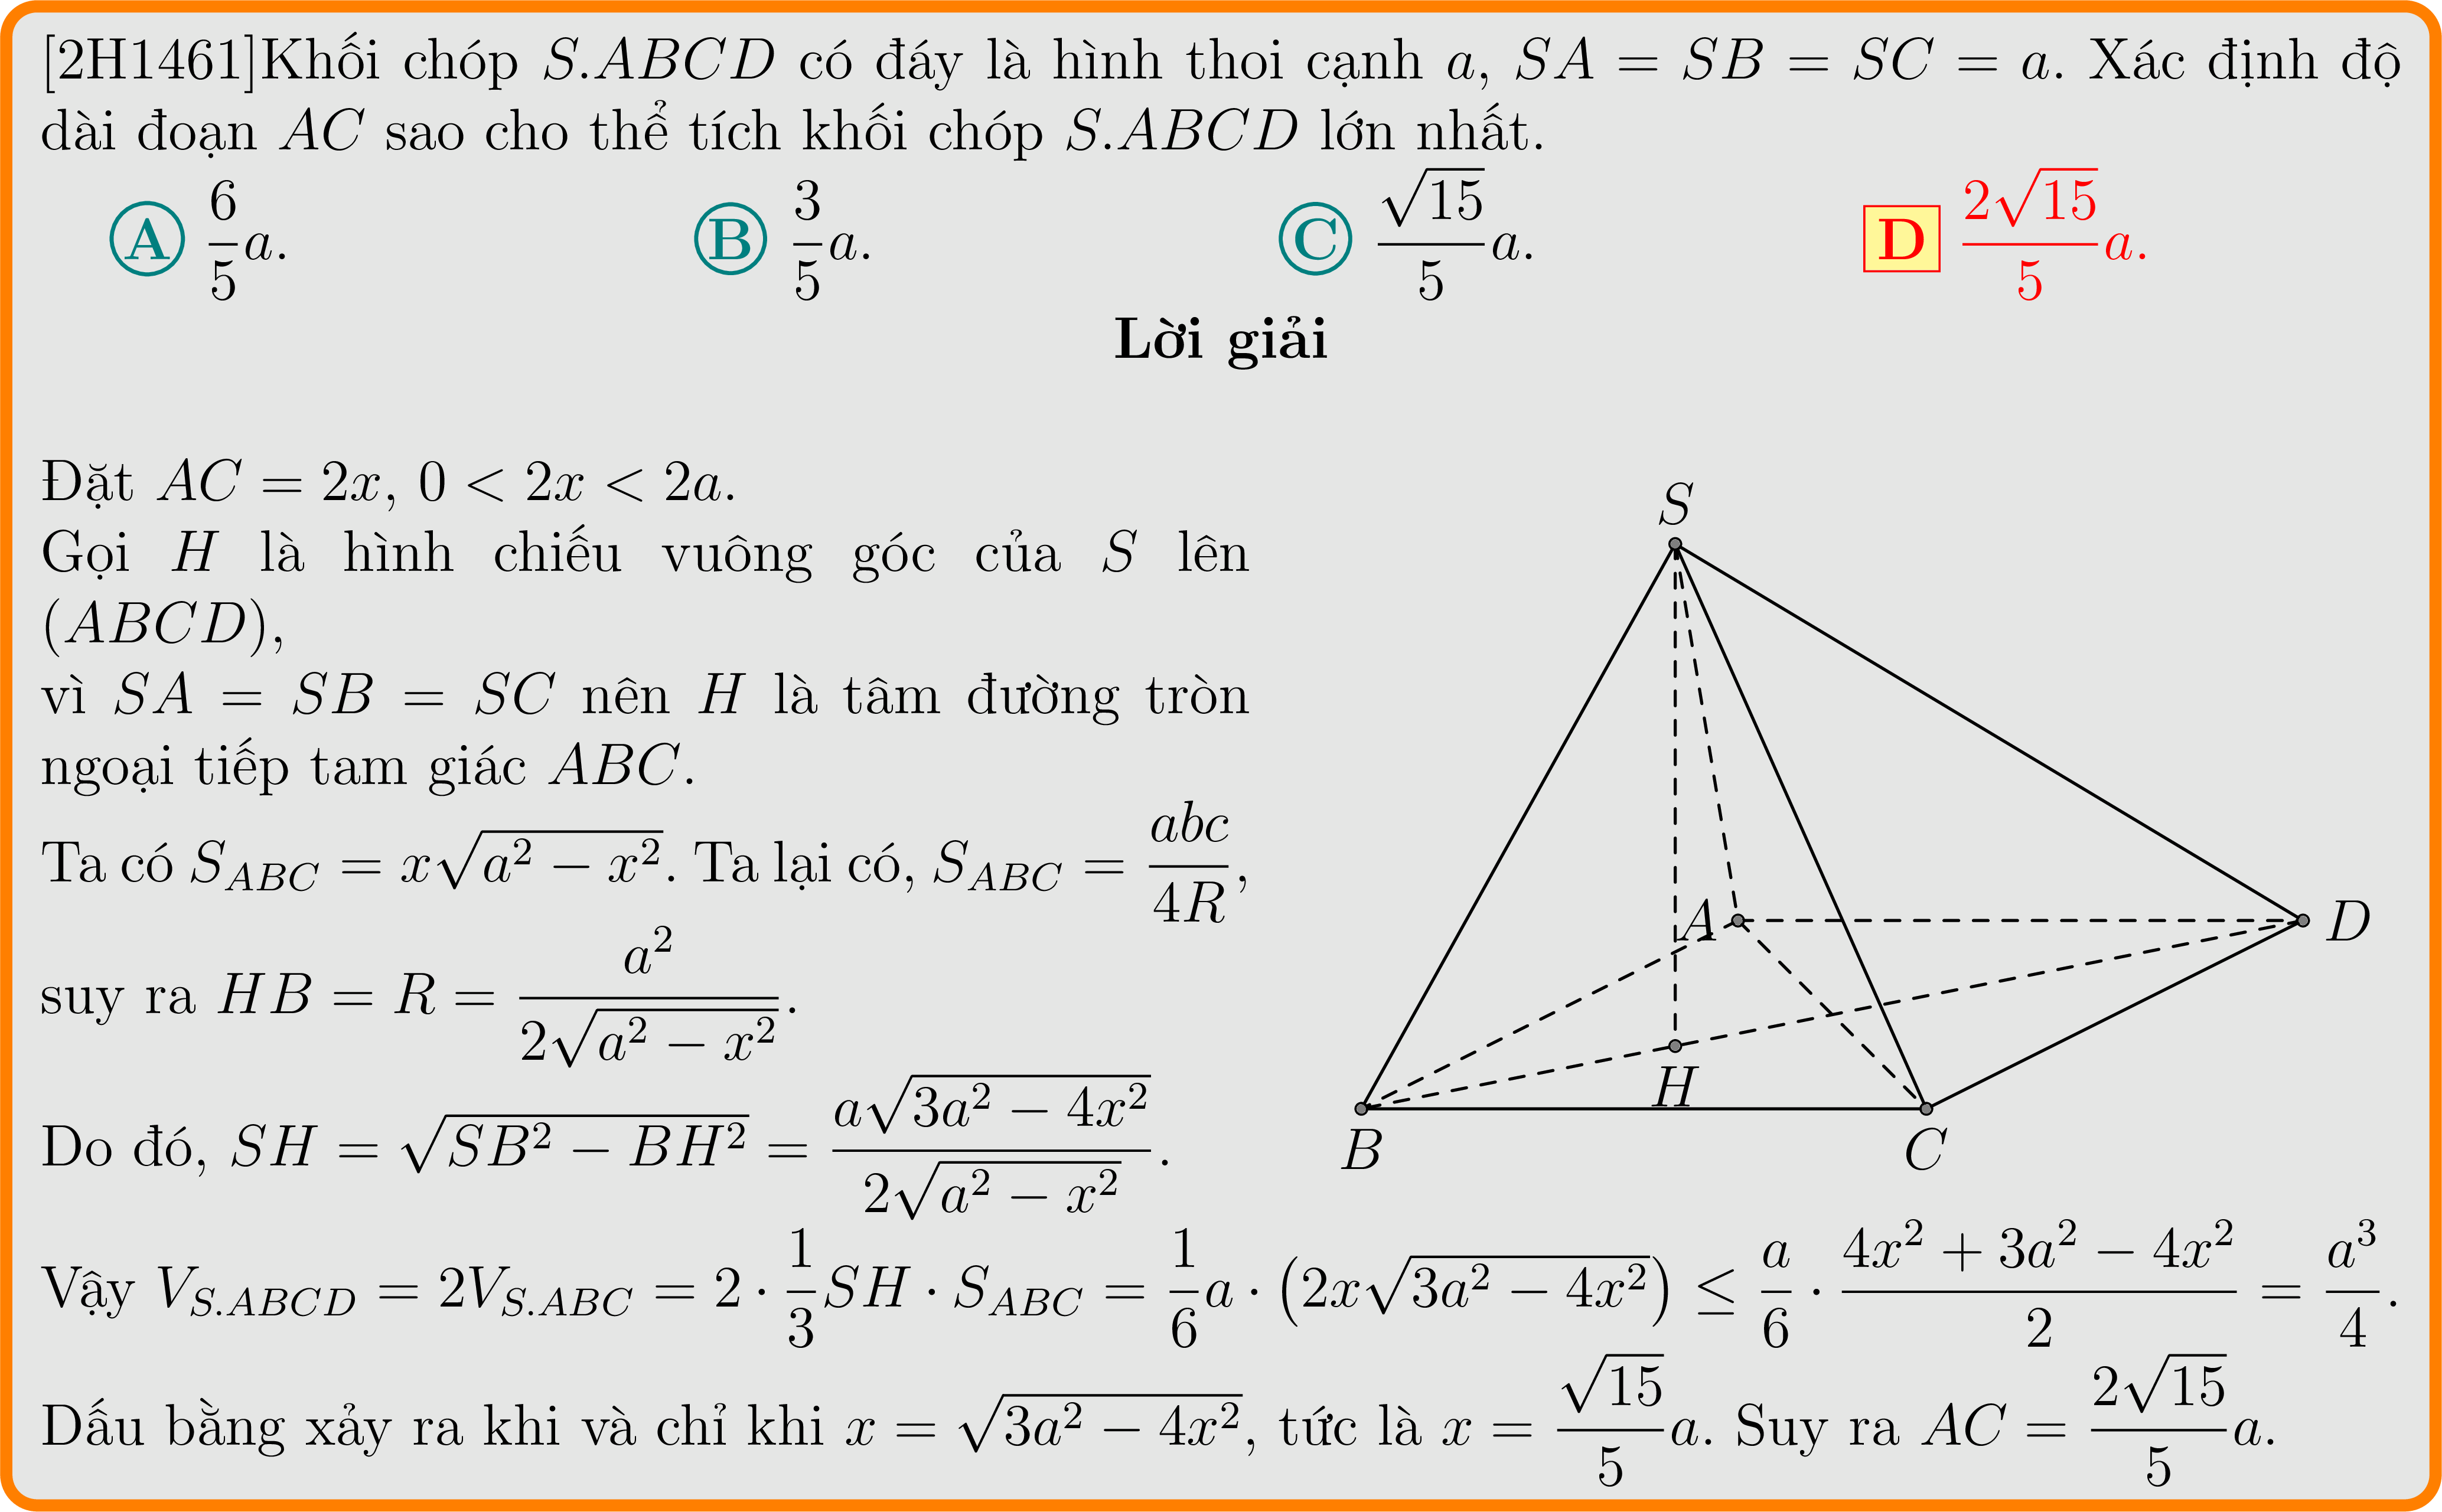 [2H1461]Khối chóp S.ABCD có đáy là hình thoi cạnh a, SA = SB = SC = a. Xác định độ
dài đoạn AC sao cho thể tích khối chóp S.ABCD lớn nhất.
A $\frac{6}{5}a$. B $\frac{3}{5}a$. C $\frac{\sqrt{15}}{5}a$. D $\frac{2\sqrt{15}}{5}a$.
Lời giải
Đặt AC = 2x, 0 < 2x < 2a.
Gọi H là hình chiếu vuông góc của S lên
(ABCD),
vì SA = SB = SC nên H là tâm đường tròn
ngoại tiếp tam giác ABC.
Ta có $S_{ABC} = x\sqrt{a^2 - x^2}$. Ta lại có, $S_{ABC} = \frac{abc}{4R}$,
suy ra $HB = R = \frac{a^2}{2\sqrt{a^2 - x^2}}$.
Do đó, $SH = \sqrt{SB^2 - BH^2} = \frac{a\sqrt{3a^2 - 4x^2}}{2\sqrt{a^2 - x^2}}$.
S
A
D
H
B
C
Vậy $V_{S.ABCD} = 2V_{S.ABC} = 2 \cdot \frac{1}{3}SH \cdot S_{ABC} = \frac{1}{6}a \cdot (2x\sqrt{3a^2 - 4x^2}) \leq \frac{a}{6} \cdot \frac{4x^2 + 3a^2 - 4x^2}{2} = \frac{a^3}{4}$.
Dấu bằng xảy ra khi và chỉ khi $x = \sqrt{3a^2 - 4x^2}$, tức là $x = \frac{\sqrt{15}}{5}a$. Suy ra $AC = \frac{2\sqrt{15}}{5}a$.